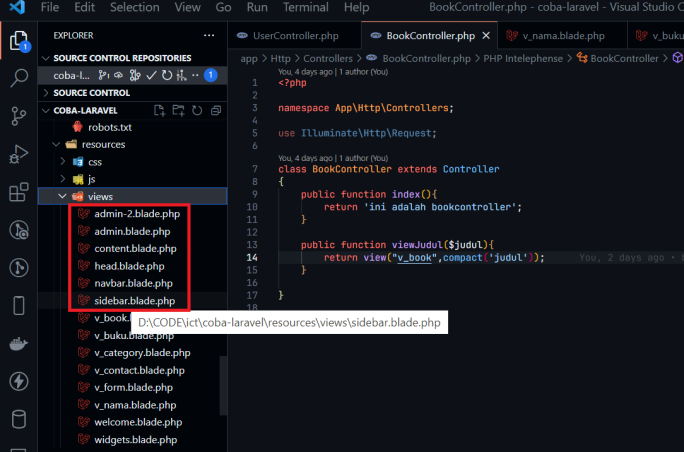 File Edit Selection View Go Run Terminal Help BookController.php - coba-laravel - Visual Studio C
EXPLORER
SOURCE CONTROL REPOSITORIES
coba-l... 1
SOURCE CONTROL
COBA-LARAVEL
robots.txt
resources
css
js
views
admin-2.blade.php
admin.blade.php
content.blade.php
head.blade.php
navbar.blade.php
sidebar.blade.php
v_book.
v_buku.blade.php
v_category.blade.php
v_contact.blade.php
v_form.blade.php
v_nama.blade.php
welcome.blade.php
widgets.blade.php
D:\CODE\ict\coba-laravel\resources\views\sidebar.blade.php
UserController.php BookController.php v_nama.blade.php v_buku
app > Http > Controllers > BookController.php > PHP Intelephense > BookController >
You, 4 days ago | 1 author (You)
1 <?php
2
3 namespace App\Http\Controllers;
4
5 use Illuminate\Http\Request;
6
You, 4 days ago | 1 author (You)
7 class BookController extends Controller
8 {
9 public function index(){
10 return 'ini adalah bookcontroller';
11 }
12
13 public function viewJudul($judul){
14 return view("v_book",compact('judul')); You, 2 days ago •
15 }
16
17 }
18